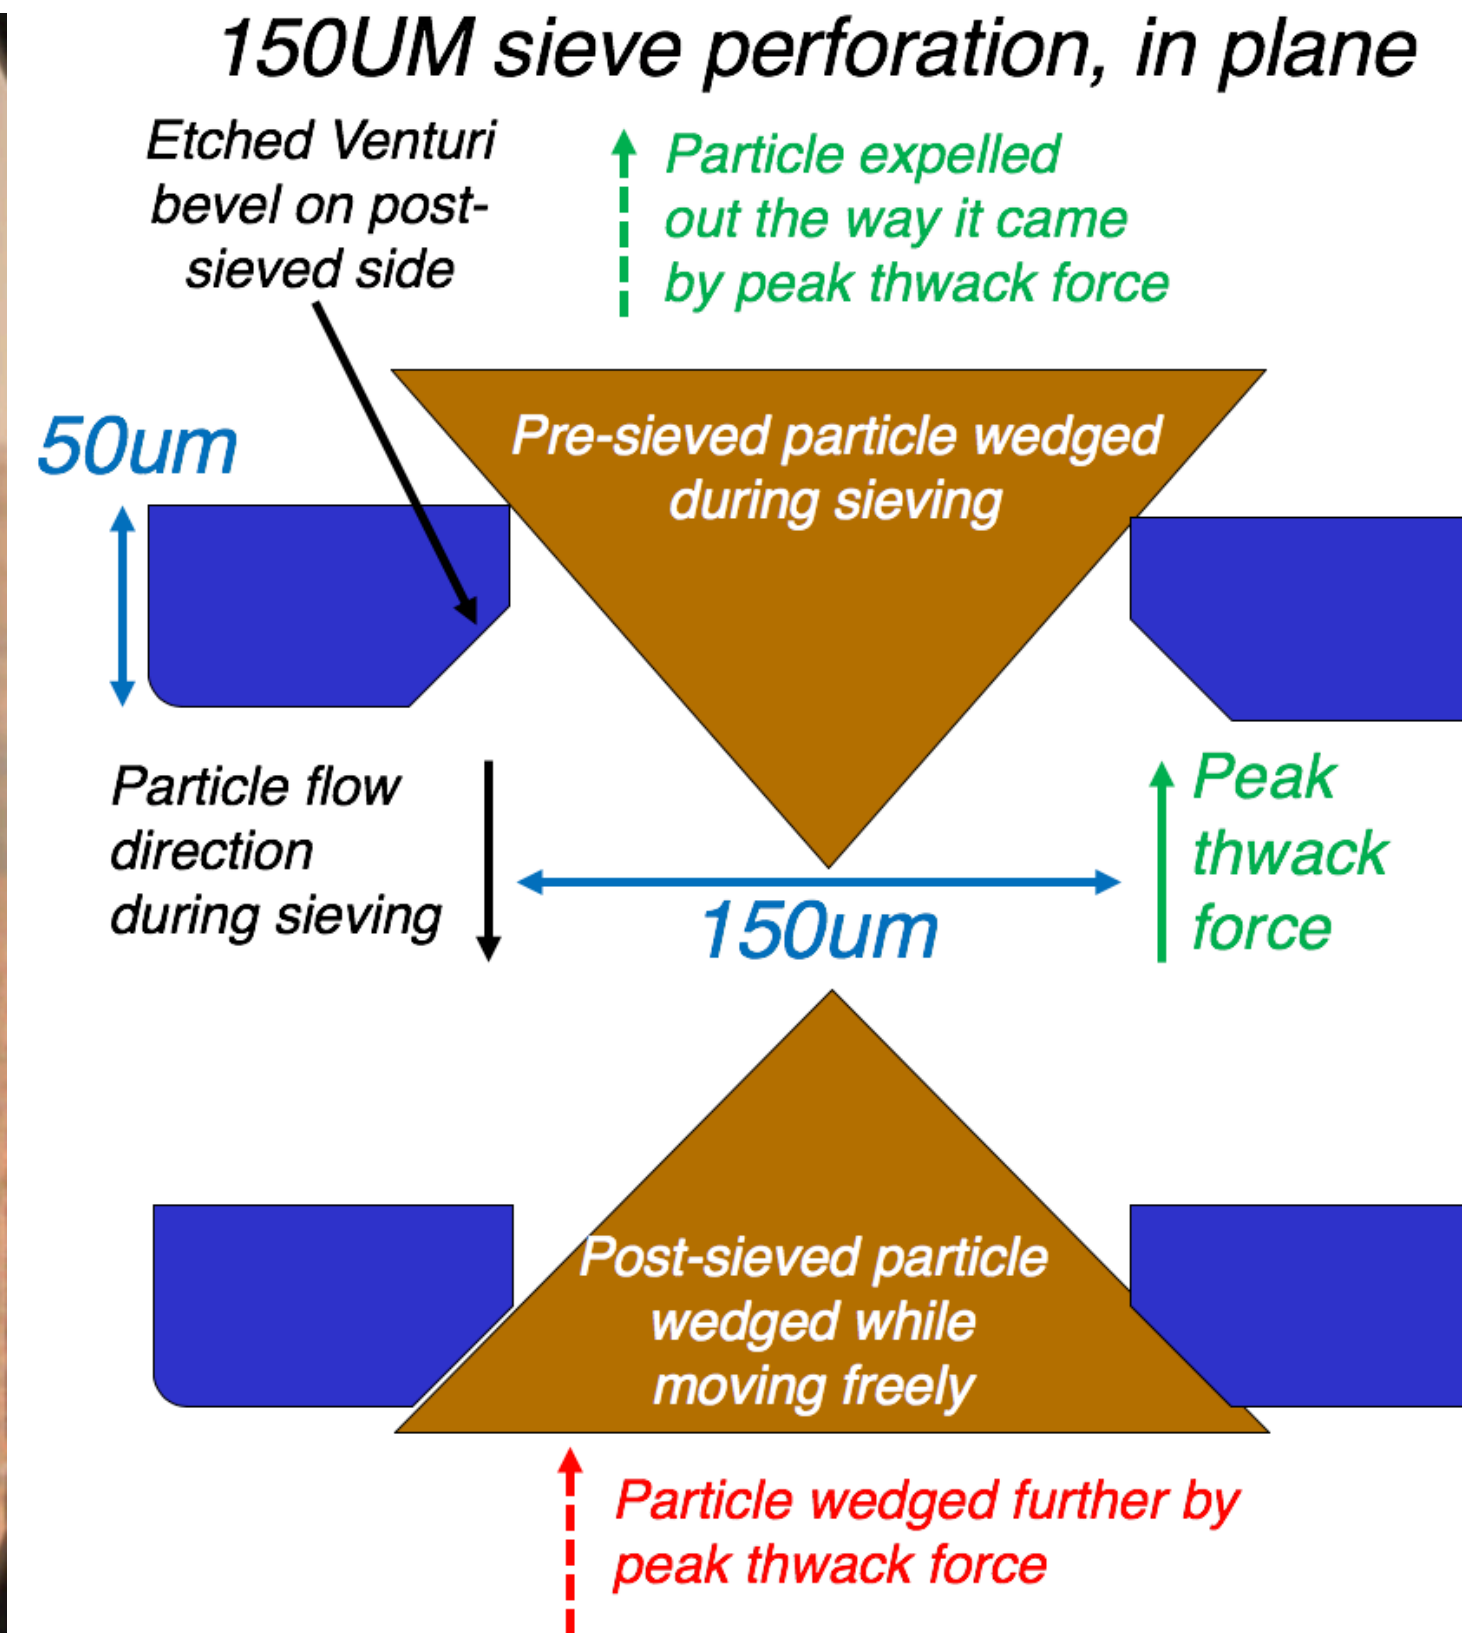 150UM sieve perforation, in plane
Etched Venturi
bevel on post-
sieved side
Particle expelled
out the way it came
by peak thwack force
50um
Pre-sieved particle wedged
during sieving
Particle flow
direction
during sieving
150um
Peak
thwack
force
Post-sieved particle
wedged while
moving freely
Particle wedged further by
peak thwack force